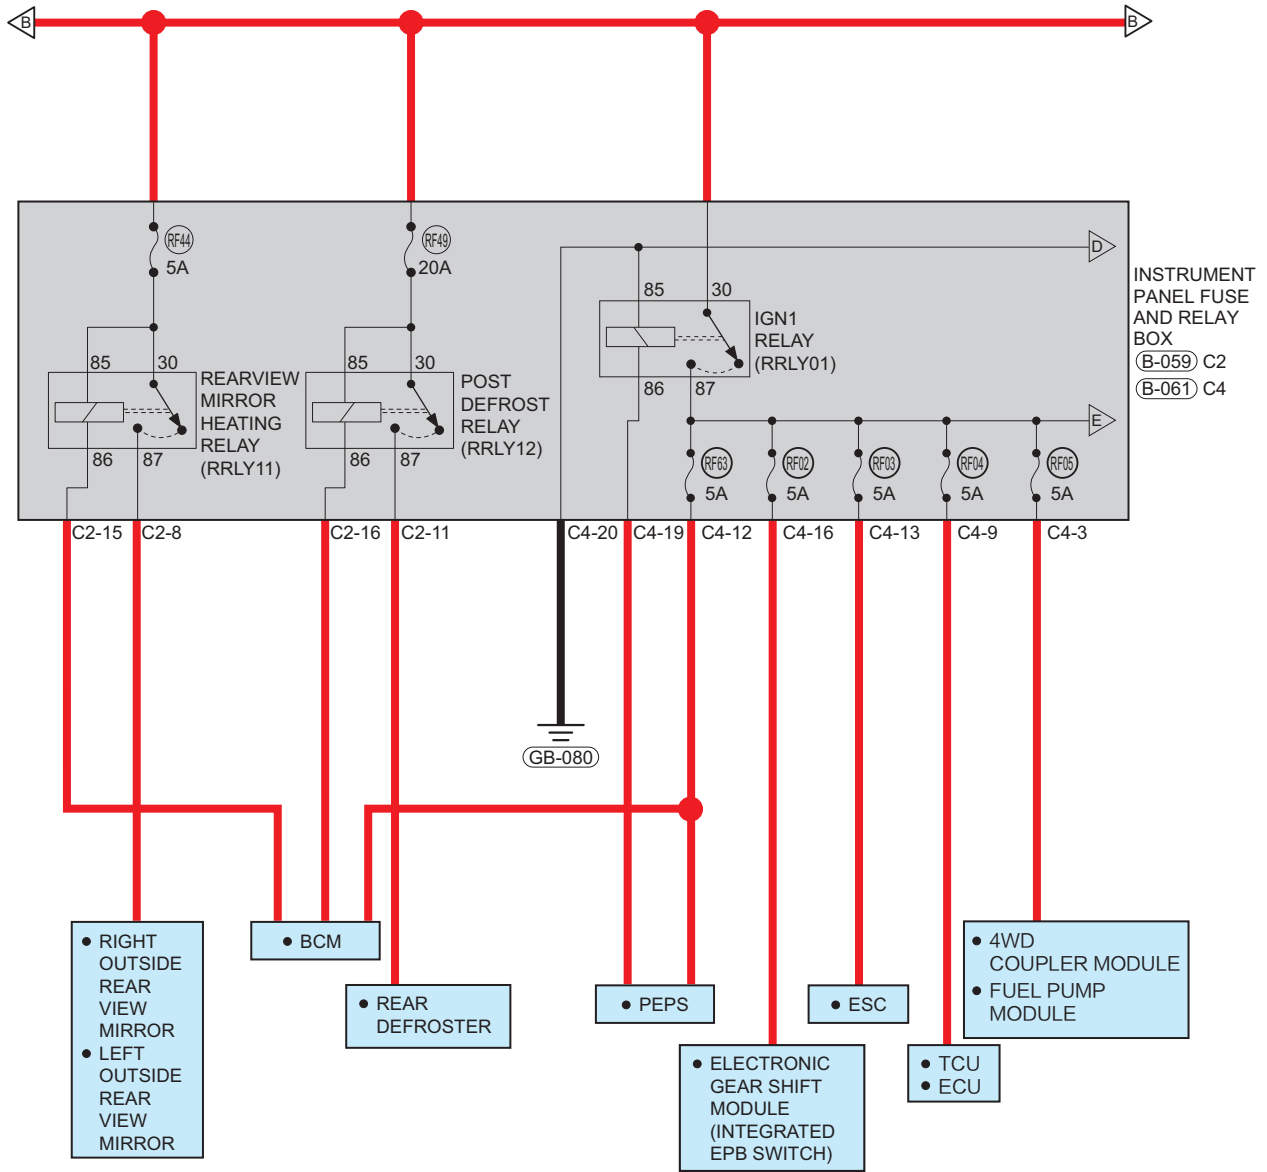 B
B
RF44
5A
RF49
20A
D
85
30
IGN1
RELAY
(RRLY01)
86
87
INSTRUMENT
PANEL FUSE
AND RELAY
BOX
B-059 C2
B-061 C4
85
30
REARVIEW
MIRROR
HEATING
RELAY
(RRLY11)
86
87
85
30
POST
DEFROST
RELAY
(RRLY12)
86
87
E
RF63
5A
RF02
5A
RF03
5A
RF04
5A
RF05
5A
C2-15
C2-8
C2-16
C2-11
C4-20
C4-19
C4-12
C4-16
C4-13
C4-9
C4-3
GB-080
• RIGHT
OUTSIDE
REAR
VIEW
MIRROR
• LEFT
OUTSIDE
REAR
VIEW
MIRROR
• BCM
• REAR
DEFROSTER
• PEPS
• ELECTRONIC
GEAR SHIFT
MODULE
(INTEGRATED
EPB SWITCH)
• ESC
• TCU
• ECU
• 4WD
COUPLER MODULE
• FUEL PUMP
MODULE